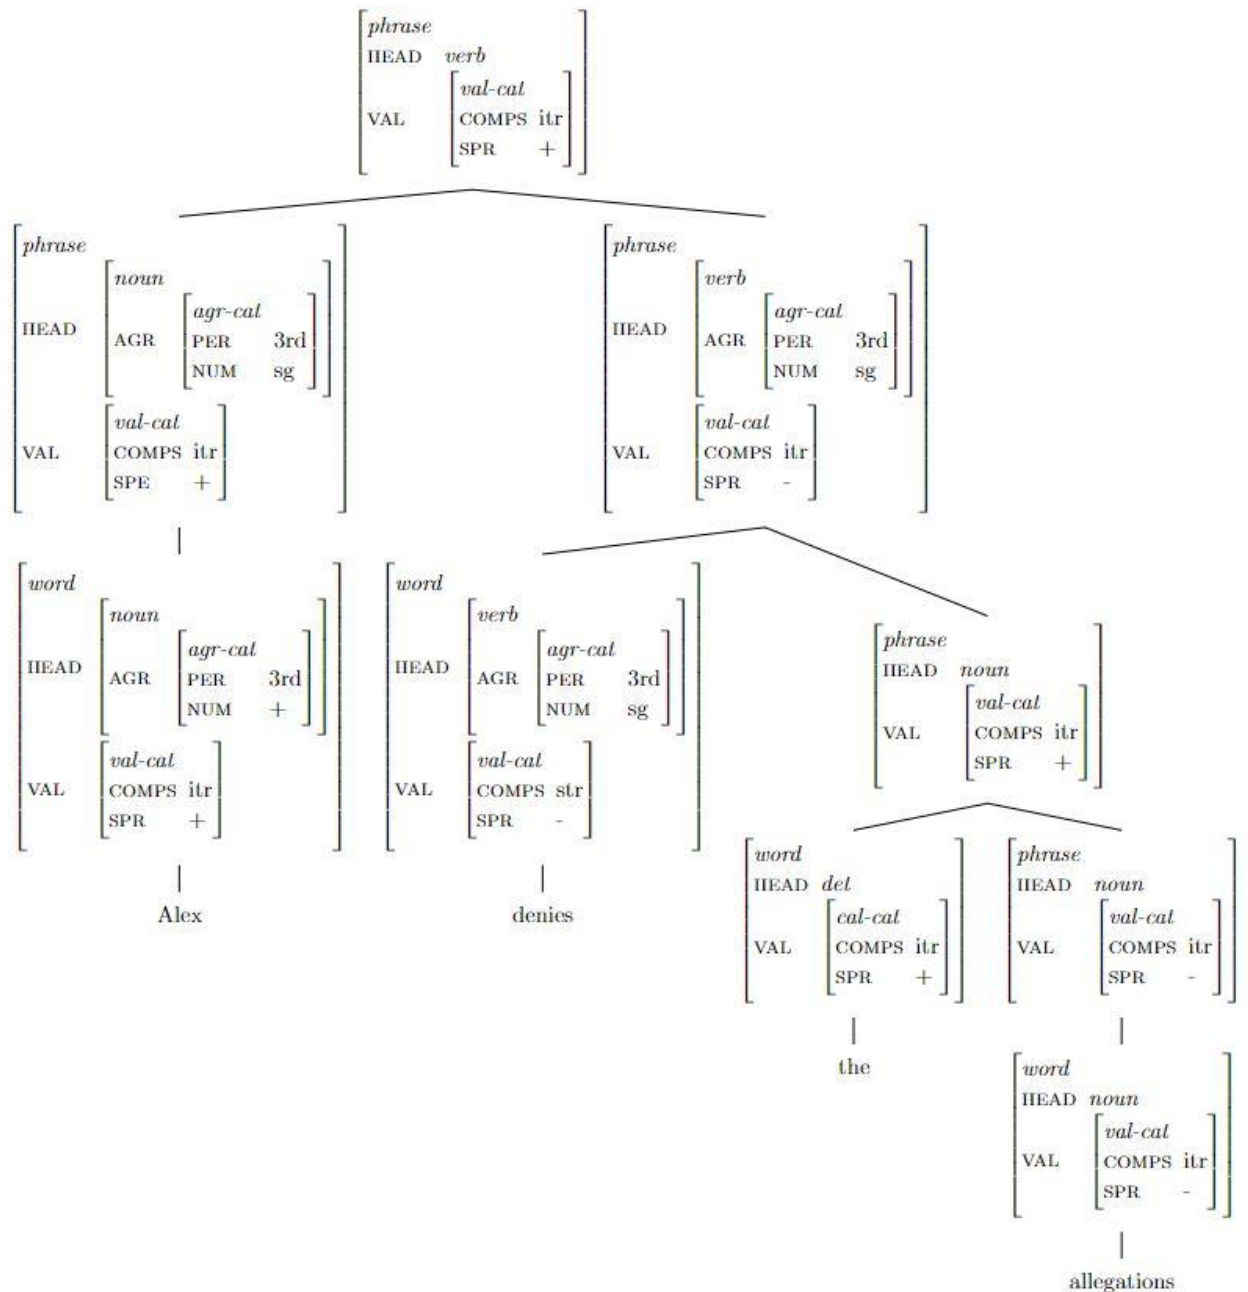 phrase
HEAD verb
val-cat
VAL COMPS itr
SPR +
phrase
noun
agr-cat
HEAD AGR PER 3rd
NUM sg
val-cat
VAL COMPS itr
SPE +
phrase
verb
agr-cat
HEAD AGR PER 3rd
NUM sg
val-cat
VAL COMPS itr
SPR -
word
noun
agr-cat
HEAD AGR PER 3rd
NUM +
val-cat
VAL COMPS itr
SPR +
Alex
word
verb
agr-cat
HEAD AGR PER 3rd
NUM sg
val-cat
VAL COMPS str
SPR -
denies
phrase
HEAD noun
val-cat
VAL COMPS itr
SPR +
word
HEAD det
cal-cat
VAL COMPS itr
SPR +
the
phrase
HEAD noun
val-cat
VAL COMPS itr
SPR -
word
HEAD noun
val-cat
VAL COMPS itr
SPR -
allegations